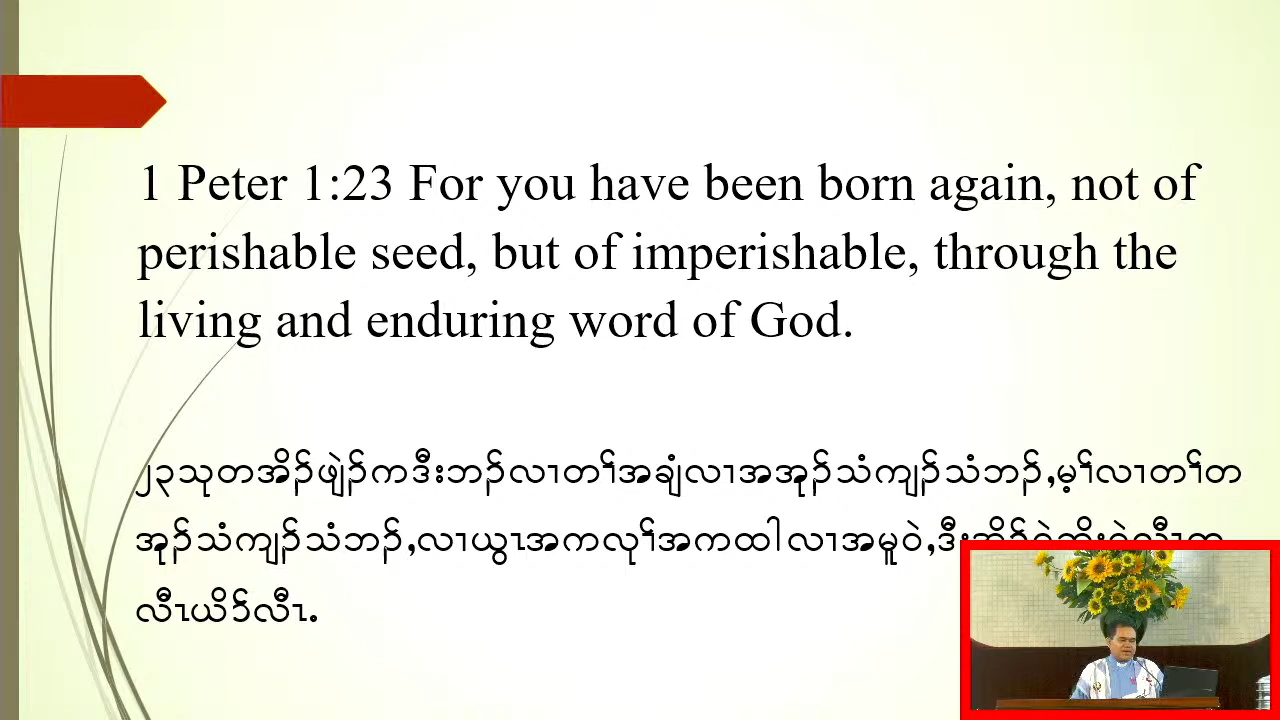 1 Peter 1:23 For you have been born again, not of
perishable seed, but of imperishable, through the
living and enduring word of God.
၂၃သုတအိၣ်ဖျဲၣ်ကဒီးဘၣ်လၢတၢ်အချံလၢအအုၣ်သံကျၣ်သံဘၣ်,မ့ၢ်လၢတၢ်တ
အုၣ်သံကျၣ်သံဘၣ်,လၢယွၤအကလုၢ်အကထါလၢအမူဝဲ,ဒီး
လီၤယိာ်လီၤ.